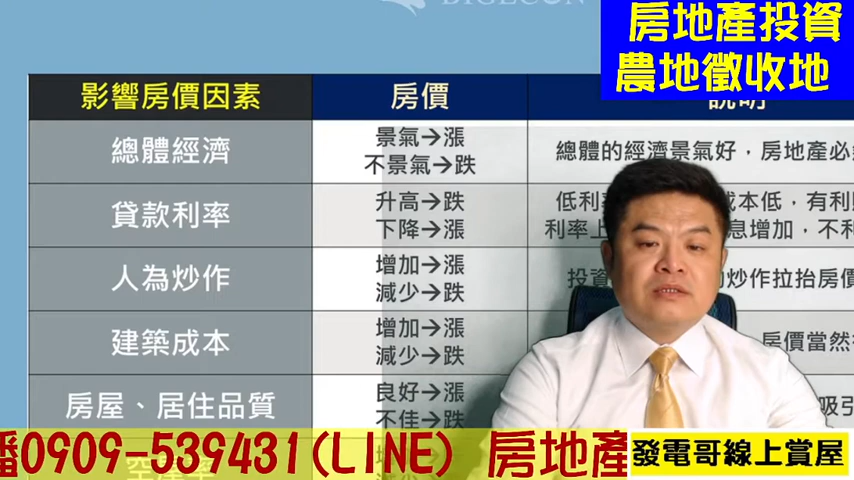 BIGECON
房地產投資
農地徵收地
影響房價因素
房價
說明
總體經濟
景氣→漲
不景氣→跌
總體的經濟景氣好，房地產必
貸款利率
升高→跌
下降→漲
低利
成本低，有利
利率上
息增加，不利
人為炒作
增加→漲
減少→跌
投資
炒作拉抬房價
建築成本
增加→漲
減少→跌
房價當然
房屋、居住品質
良好→漲
不佳→跌
吸引
0909-539431(LINE) 房地產
發電哥線上賞屋
空屋率